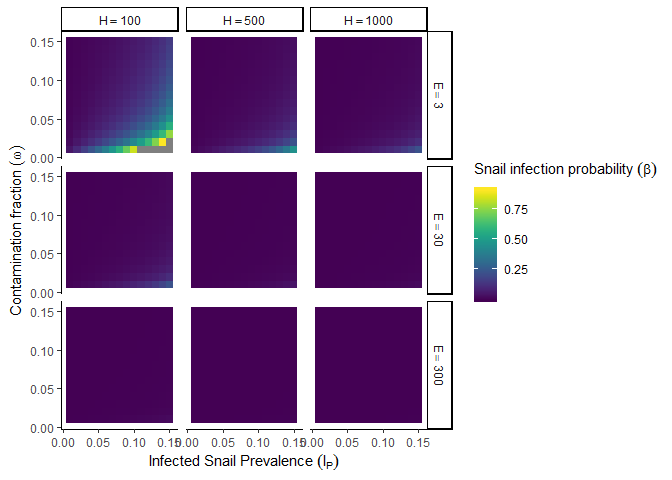 H = 100 H = 500 H = 1000
0.15
0.10
0.05
0.00
E = 3
0.15
0.10
0.05
0.00
E = 30
0.15
0.10
0.05
0.00
E = 300
0.00 0.05 0.10 0.15 0.00 0.05 0.10 0.15 0.00 0.05 0.10 0.15
Infected Snail Prevalence (I_P)
Contamination fraction (ω)
Snail infection probability (β)
0.75
0.50
0.25